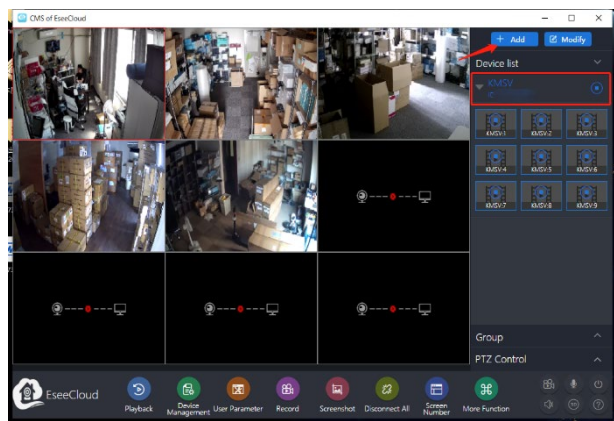 CMS of EseeCloud
+ Add
Modify
Device list
KMSV
KMSV-1 KMSV-2 KMSV-3
KMSV-4 KMSV-5 KMSV-6
KMSV-7 KMSV-8 KMSV-9
Group
PTZ Control
EseeCloud
Playback
Device Management
User Parameter
Record
Screenshot
Disconnect All
Screen Number
More Function